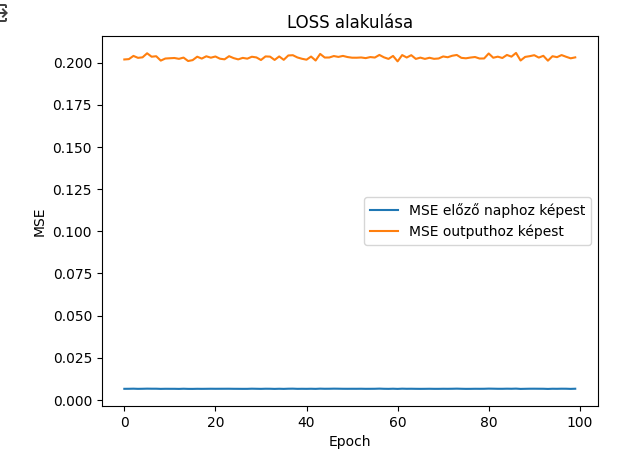 LOSS alakulása
0.200
0.175
0.150
0.125
0.100
0.075
0.050
0.025
0.000
MSE
MSE előző naphoz képest
MSE outputhoz képest
0 20 40 60 80 100
Epoch